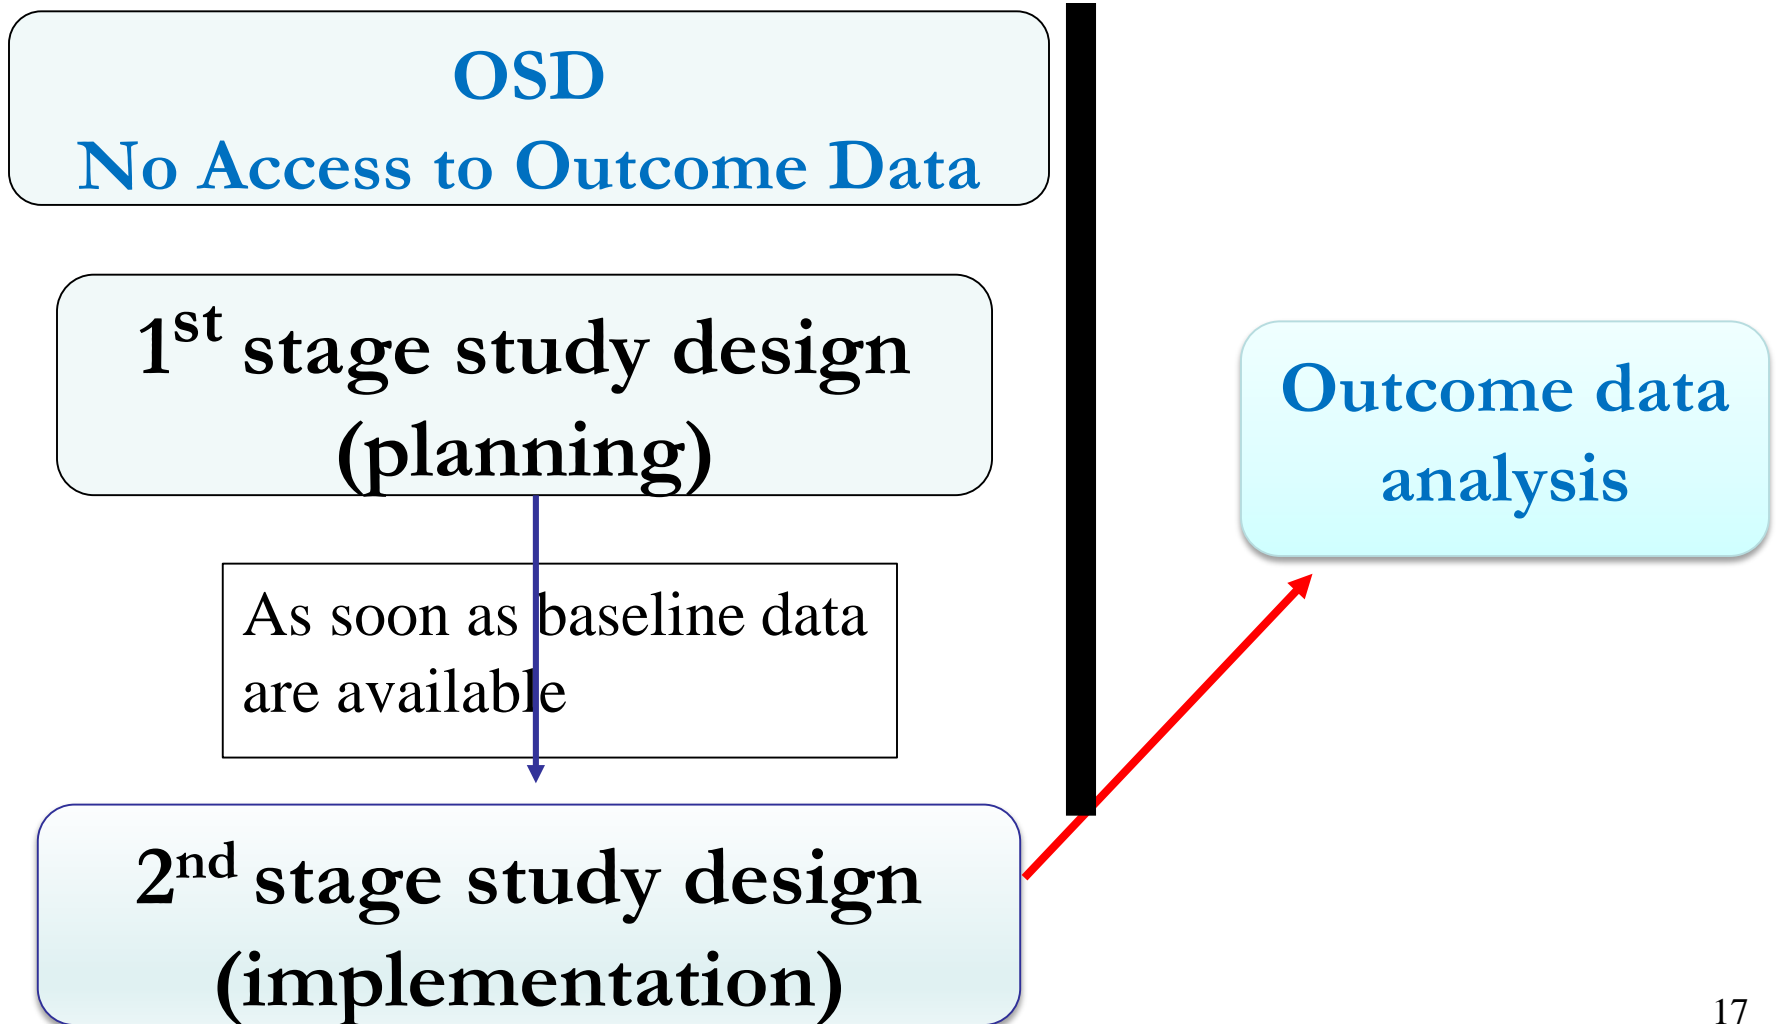 OSD
No Access to Outcome Data
1st stage study design
(planning)
As soon as baseline data
are available
2nd stage study design
(implementation)
Outcome data
analysis
17